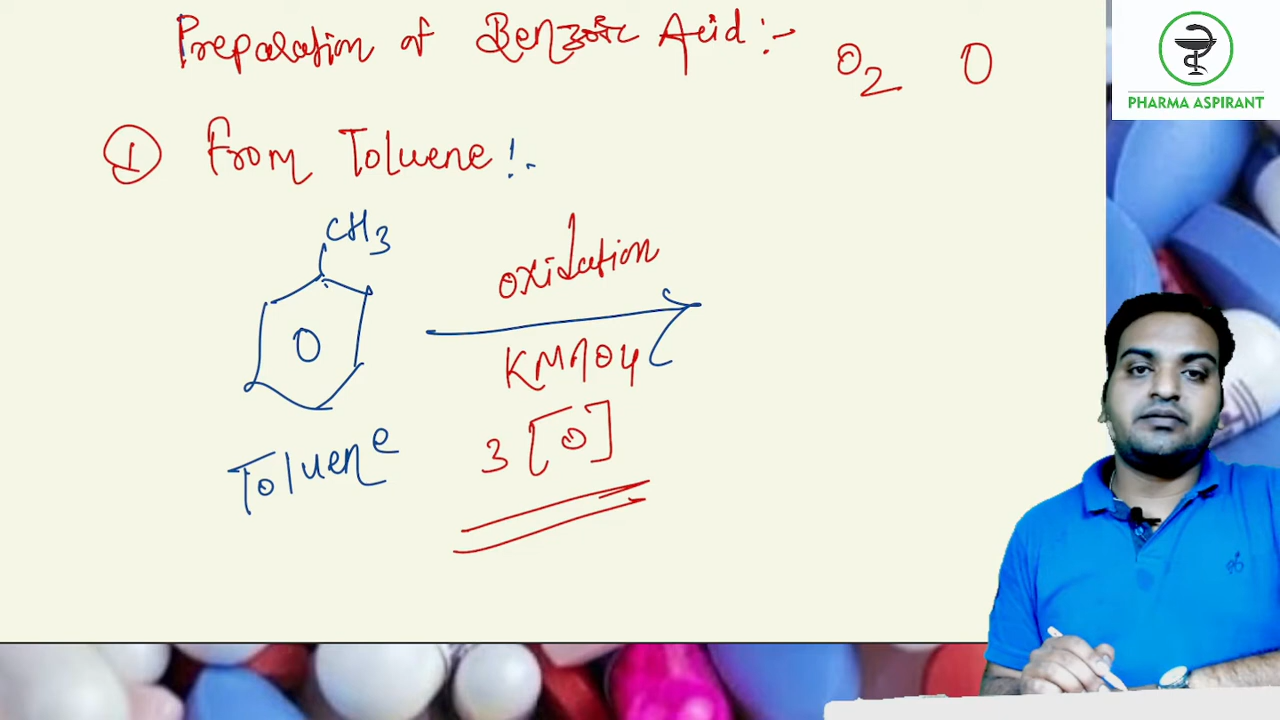 Preparation of Benzoic Acid :-
O2 O
PHARMA ASPIRANT
① From Toluene :-
CH3
O
oxidation
KMnO4
3 [O]
Toluene